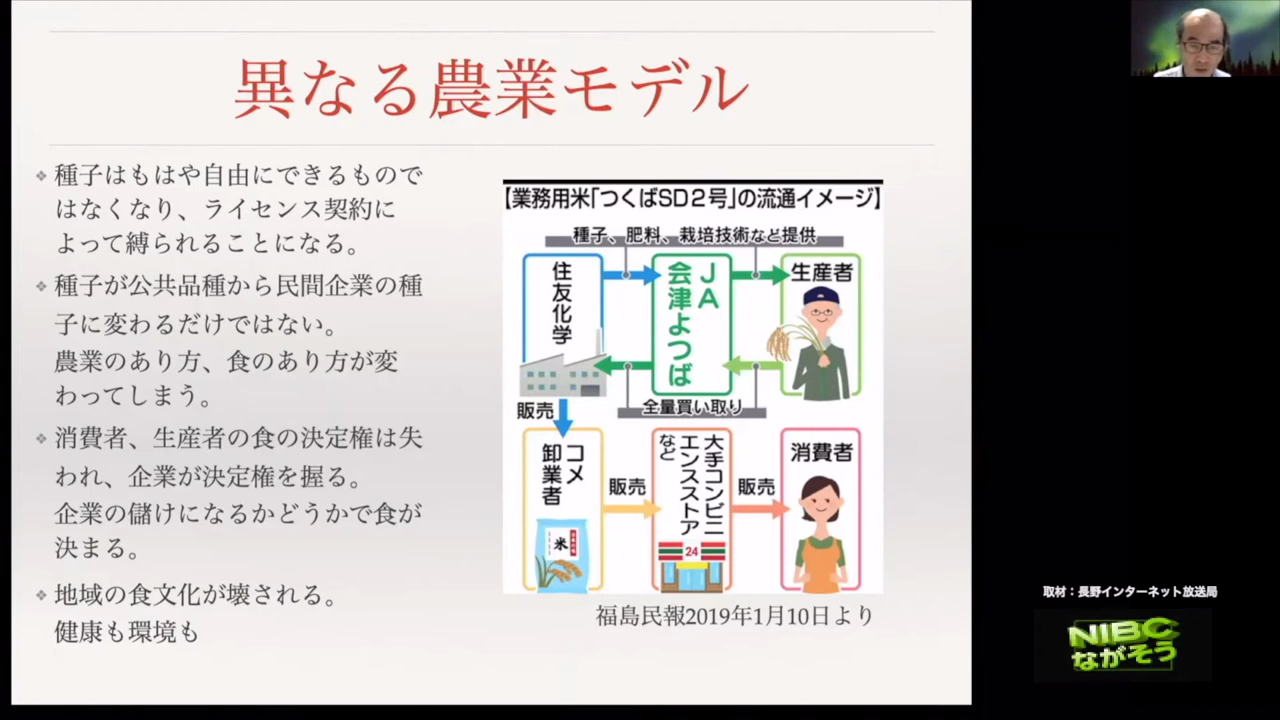 異なる農業モデル
種子はもはや自由にできるもので
はなくなり、ライセンス契約に
よって縛られることになる。
種子が公共品種から民間企業の種
子に変わるだけではない。
農業のあり方、食のあり方が変
わってしまう。
消費者、生産者の食の決定権は失
われ、企業が決定権を握る。
企業の儲けになるかどうかで食が
決まる。
地域の食文化が壊される。
健康も環境も
【業務用米「つくばSD2号」の流通イメージ】
種子、肥料、栽培技術など提供
住友化学
JA
会津よつば
生産者
全量買い取り
販売
コメ
卸業者
米
販売
大手コンビニ
エンスストア
など
24
販売
消費者
福島民報2019年1月10日より
取材:長野インターネット放送局
NIBC
ながそう